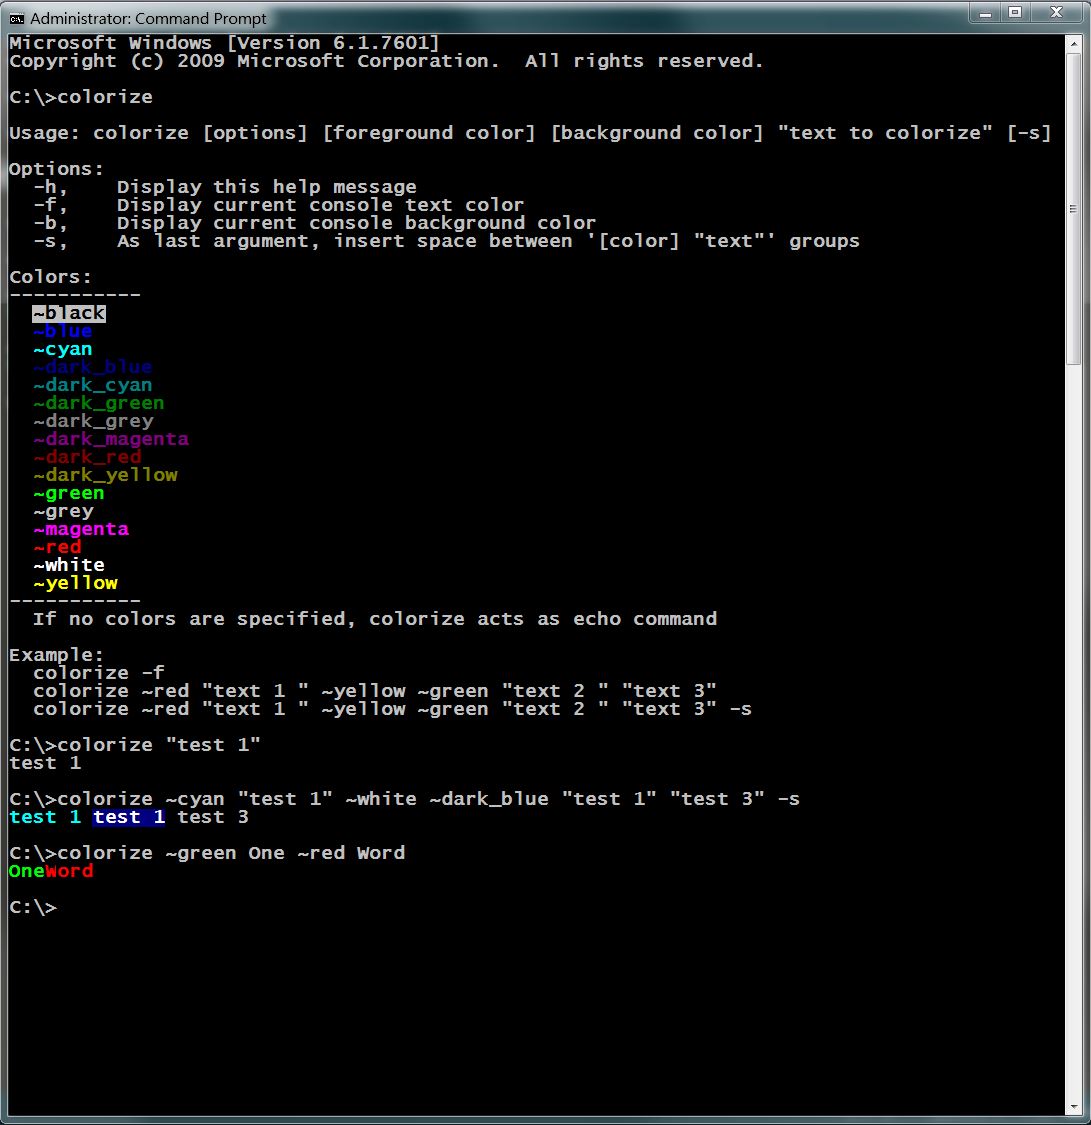 Administrator: Command Prompt
Microsoft Windows [Version 6.1.7601]
Copyright (c) 2009 Microsoft Corporation.  All rights reserved.
C:\>colorize
Usage: colorize [options] [foreground color] [background color] "text to colorize" [-s]
Options:
  -h,    Display this help message
  -f,    Display current console text color
  -b,    Display current console background color
  -s,    As last argument, insert space between '[color] "text"' groups
Colors:
-----------
  ~black
  ~blue
  ~cyan
  ~dark_blue
  ~dark_cyan
  ~dark_green
  ~dark_grey
  ~dark_magenta
  ~dark_red
  ~dark_yellow
  ~green
  ~grey
  ~magenta
  ~red
  ~white
  ~yellow
-----------
  If no colors are specified, colorize acts as echo command
Example:
  colorize -f
  colorize ~red "text 1 " ~yellow ~green "text 2 " "text 3"
  colorize ~red "text 1 " ~yellow ~green "text 2 " "text 3" -s
C:\>colorize "test 1"
test 1
C:\>colorize ~cyan "test 1" ~white ~dark_blue "test 1" "test 3" -s
test 1 test 1 test 3
C:\>colorize ~green One ~red Word
OneWord
C:\>